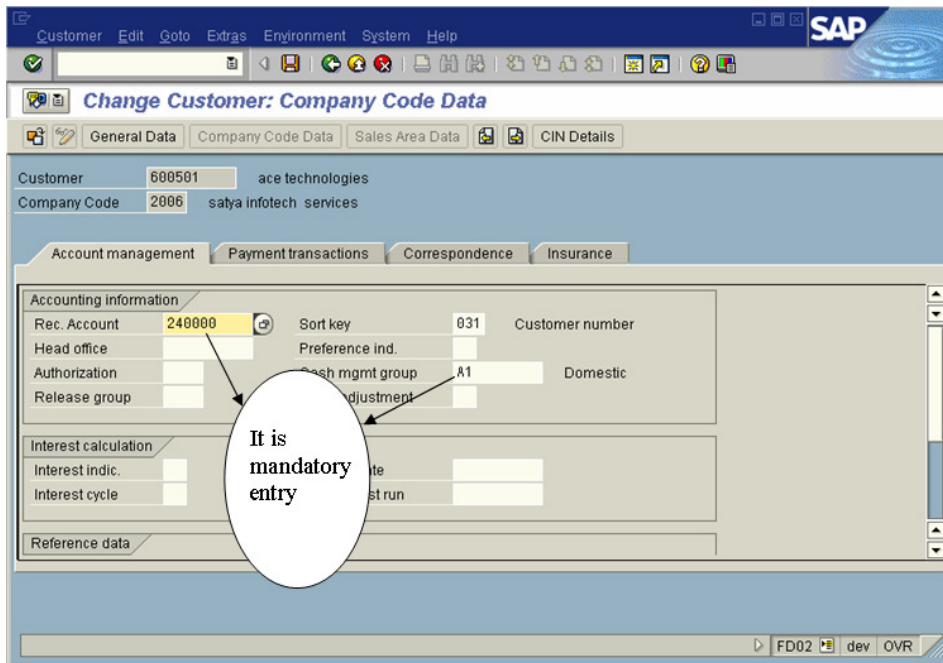 Customer Edit Goto Extras Environment System Help
SAP
Change Customer: Company Code Data
General Data Company Code Data Sales Area Data CIN Details
Customer 600501 ace technologies
Company Code 2006 satya infotech services
Account management Payment transactions Correspondence Insurance
Accounting information
Rec. Account 240000 Sort key 031 Customer number
Head office Preference ind.
Authorization Cash mgmt group A1 Domestic
Release group adjustment
Interest calculation
Interest indic.
Interest cycle st run
Reference data
It is
mandatory
entry
FD02 dev OVR